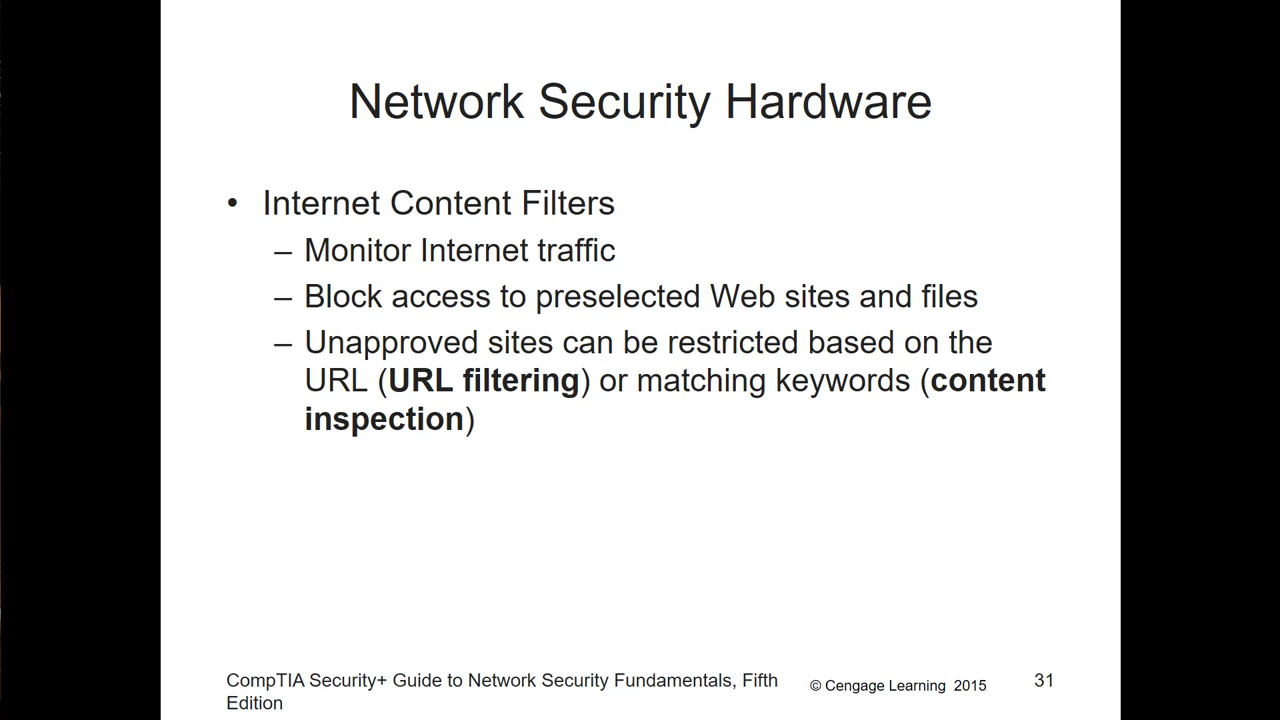 Network Security Hardware
• Internet Content Filters
– Monitor Internet traffic
– Block access to preselected Web sites and files
– Unapproved sites can be restricted based on the
URL (URL filtering) or matching keywords (content
inspection)
CompTIA Security+ Guide to Network Security Fundamentals, Fifth
Edition
© Cengage Learning 2015
31